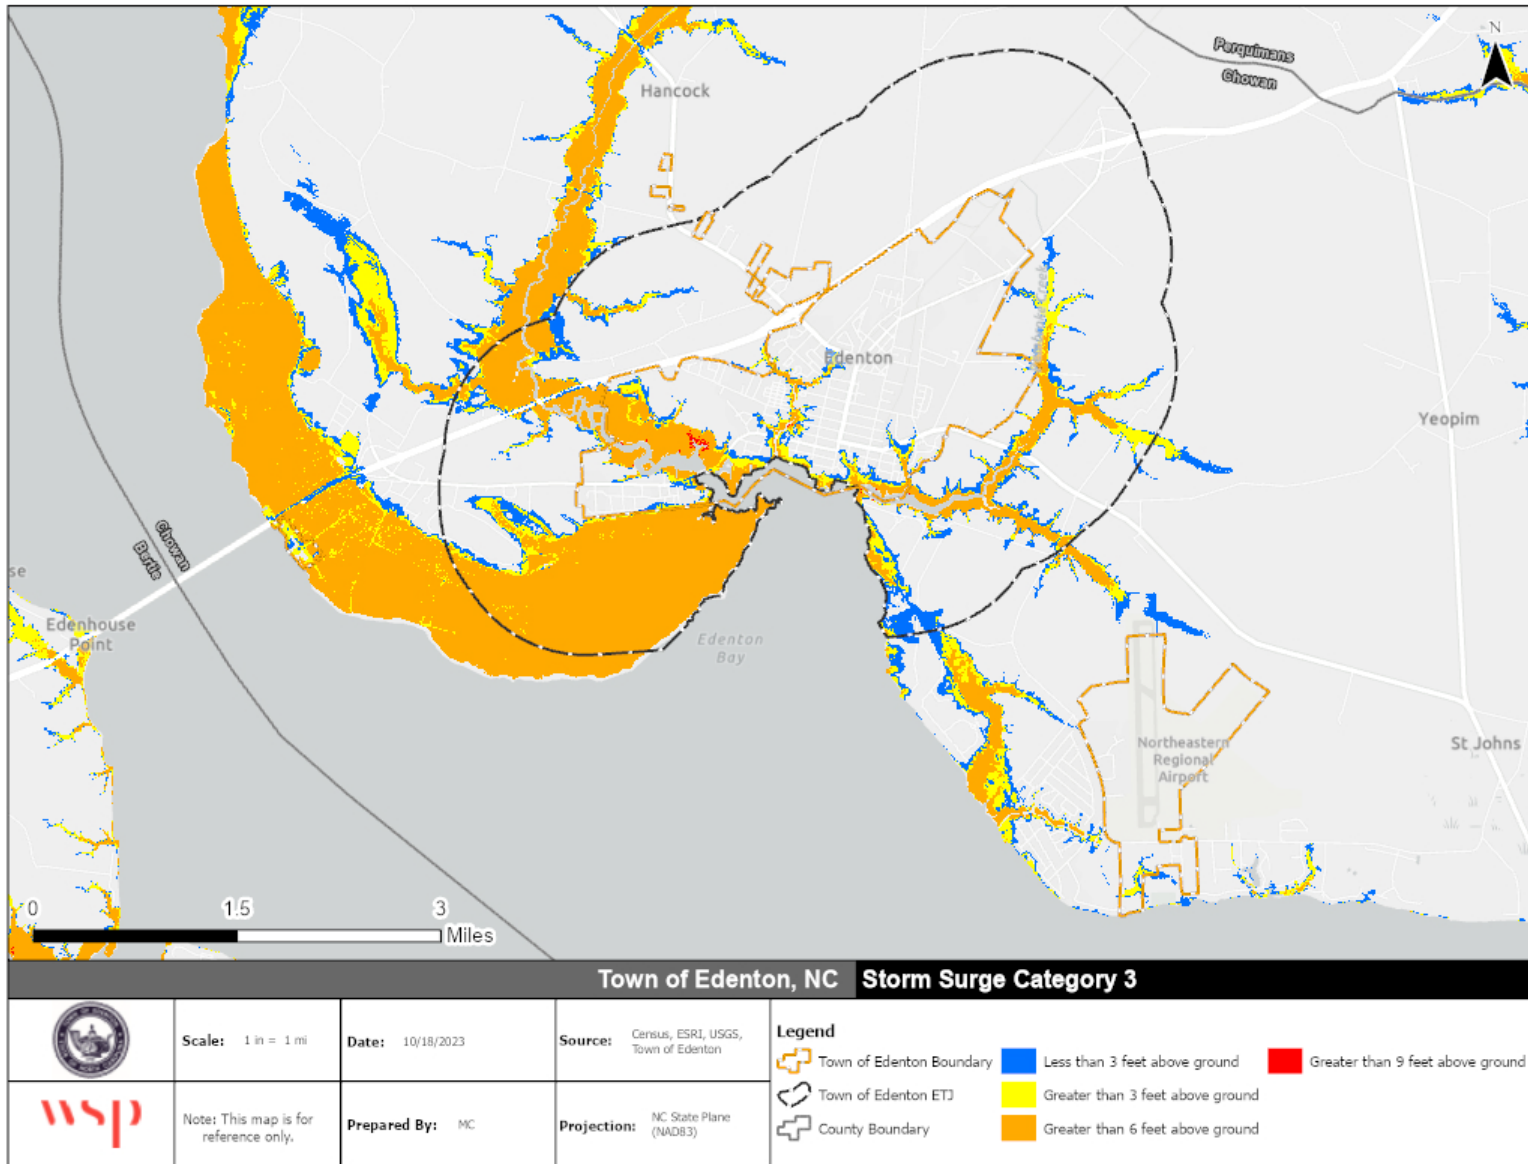 N
Perquimans
Chowan
Hancock
Edenton
Yeopim
Chowan
Bertie
se
Edenhouse
Point
Edenton
Bay
Northeastern
Regional
Airport
St Johns
0 1.5 3
Miles
Town of Edenton, NC Storm Surge Category 3
Scale: 1 in = 1 mi
Date: 10/18/2023
Source: Census, ESRI, USGS,
Town of Edenton
wsp
Note: This map is for
reference only.
Prepared By: MC
Projection: NC State Plane
(NAD83)
Legend
Town of Edenton Boundary
Town of Edenton ETJ
County Boundary
Less than 3 feet above ground
Greater than 3 feet above ground
Greater than 6 feet above ground
Greater than 9 feet above ground